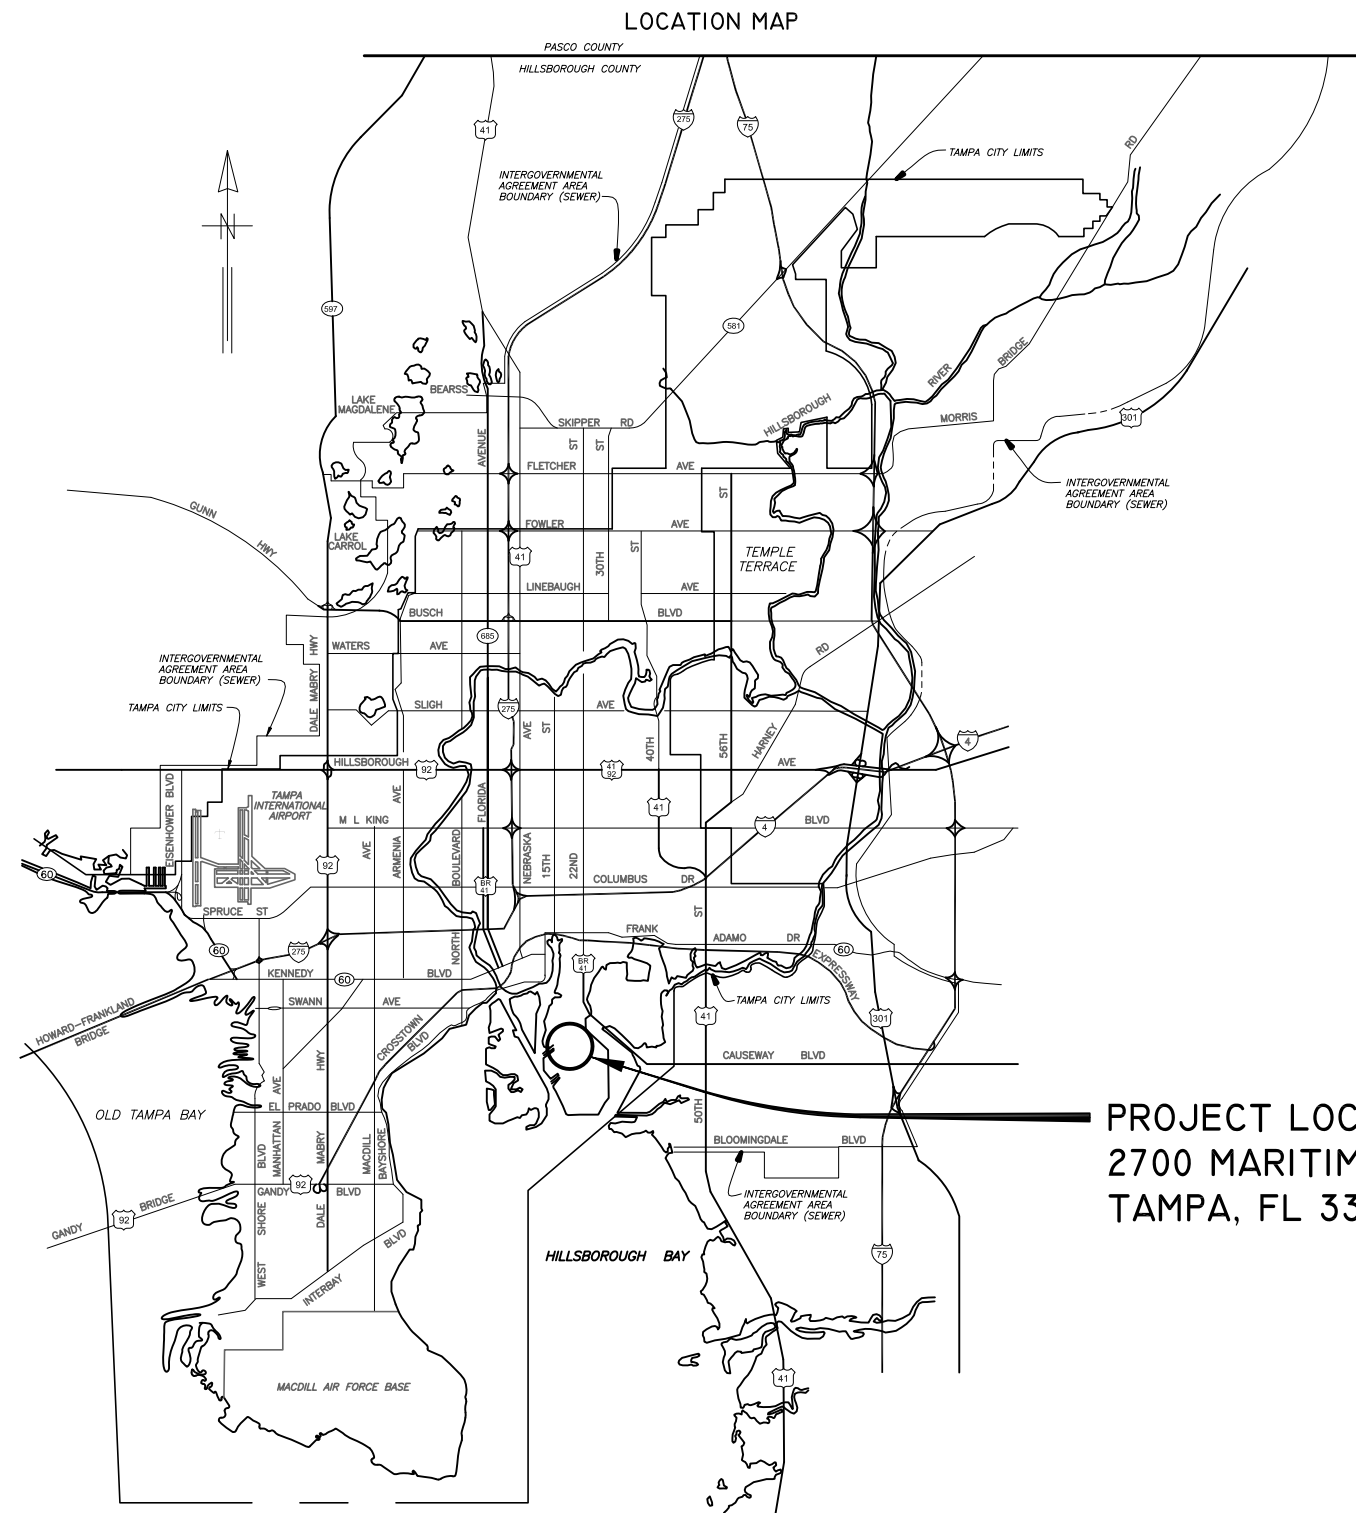 LOCATION MAP
PASCO COUNTY
HILLSBOROUGH COUNTY
41
275
75
TAMPA CITY LIMITS
RD
INTERGOVERNMENTAL
AGREEMENT AREA
BOUNDARY (SEWER)
N
597
581
BRIDGE
RIVER
HILLSBOROUGH
MORRIS
301
BEARSS
LAKE
MAGDALENE
SKIPPER RD
AVENUE
ST
ST
FLETCHER AVE
ST
INTERGOVERNMENTAL
AGREEMENT AREA
BOUNDARY (SEWER)
GUNN
HWY
LAKE
CARROL
FOWLER AVE
41
30TH
ST
TEMPLE
TERRACE
LINEBAUGH AVE
BUSCH BLVD
685
WATERS AVE
HWY
RD
INTERGOVERNMENTAL
AGREEMENT AREA
BOUNDARY (SEWER)
TAMPA CITY LIMITS
DALE MABRY
SLIGH AVE
275
AVE
ST
40TH
56TH
HARNEY
4
HILLSBOROUGH
92
41
92
AVE
EISENHOWER BLVD
TAMPA
INTERNATIONAL
AIRPORT
AVE
FLORIDA
41
M L KING
4
BLVD
AVE
ARMENIA
BOULEVARD
NEBRASKA
15TH
22ND
60
92
BR
41
COLUMBUS DR
SPRUCE ST
ST
FRANK
ADAMO DR
60
60
275
NORTH
EXPRESSWAY
KENNEDY
60
BLVD
BR
41
SWANN AVE
TAMPA CITY LIMITS
HOWARD-FRANKLAND
BRIDGE
CROSSTOWN
BLVD
41
301
HWY
CAUSEWAY BLVD
AVE
OLD TAMPA BAY
EL PRADO BLVD
50TH
PROJECT LOC
2700 MARITIM
TAMPA, FL 33
BLVD
MANHATTAN
MABRY
MACDILL
BAYSHORE
BLOOMINGDALE BLVD
GANDY
92
BLVD
INTERGOVERNMENTAL
AGREEMENT AREA
BOUNDARY (SEWER)
GANDY
92
BRIDGE
SHORE
DALE
BLVD
HILLSBOROUGH BAY
75
WEST
INTERBAY
MACDILL AIR FORCE BASE
41